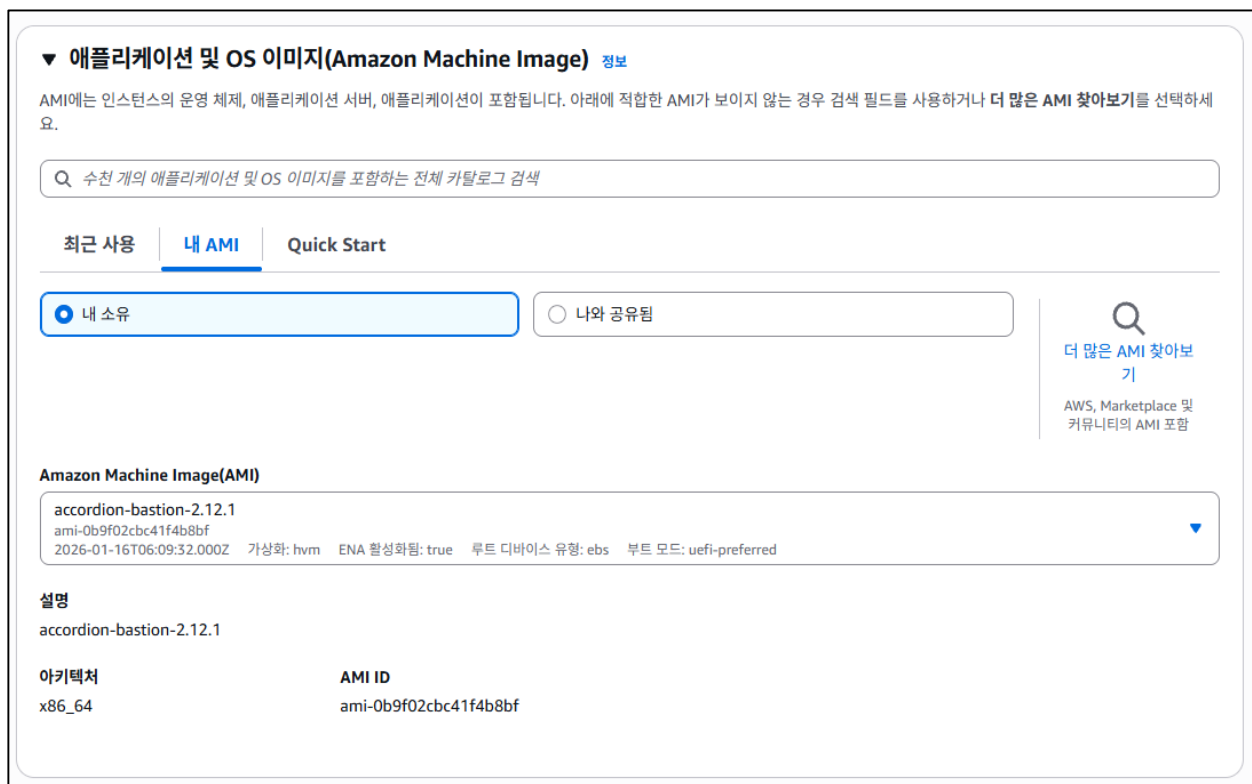 ▼ 애플리케이션 및 OS 이미지(Amazon Machine Image) 정보
AMI에는 인스턴스의 운영 체제, 애플리케이션 서버, 애플리케이션이 포함됩니다. 아래에 적합한 AMI가 보이지 않는 경우 검색 필드를 사용하거나 더 많은 AMI 찾아보기를 선택하세
요.
수천 개의 애플리케이션 및 OS 이미지를 포함하는 전체 카탈로그 검색
최근 사용 내 AMI Quick Start
내 소유 나와 공유됨
더 많은 AMI 찾아보
기
AWS, Marketplace 및
커뮤니티의 AMI 포함
Amazon Machine Image(AMI)
accordion-bastion-2.12.1
ami-0b9f02cbc41f4b8bf
2026-01-16T06:09:32.000Z 가상화: hvm ENA 활성화됨: true 루트 디바이스 유형: ebs 부트 모드: uefi-preferred
설명
accordion-bastion-2.12.1
아키텍처 AMI ID
x86_64 ami-0b9f02cbc41f4b8bf